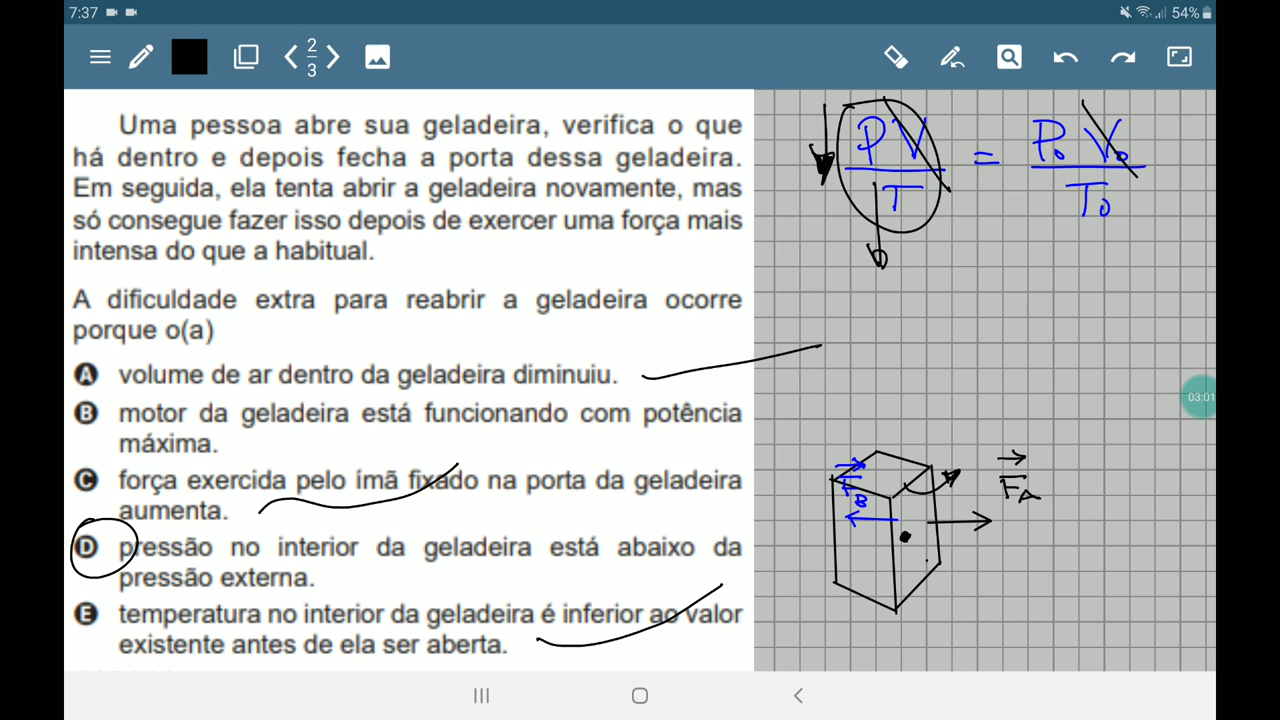 7:37
54%
2
3
Uma pessoa abre sua geladeira, verifica o que
há dentro e depois fecha a porta dessa geladeira.
Em seguida, ela tenta abrir a geladeira novamente, mas
só consegue fazer isso depois de exercer uma força mais
intensa do que a habitual.
A dificuldade extra para reabrir a geladeira ocorre
porque o(a)
A volume de ar dentro da geladeira diminuiu.
B motor da geladeira está funcionando com potência
máxima.
C força exercida pelo ímã fixado na porta da geladeira
aumenta.
D pressão no interior da geladeira está abaixo da
pressão externa.
E temperatura no interior da geladeira é inferior ao valor
existente antes de ela ser aberta.
PV = P₀ V₀
T T₀
B
F_A
03:01